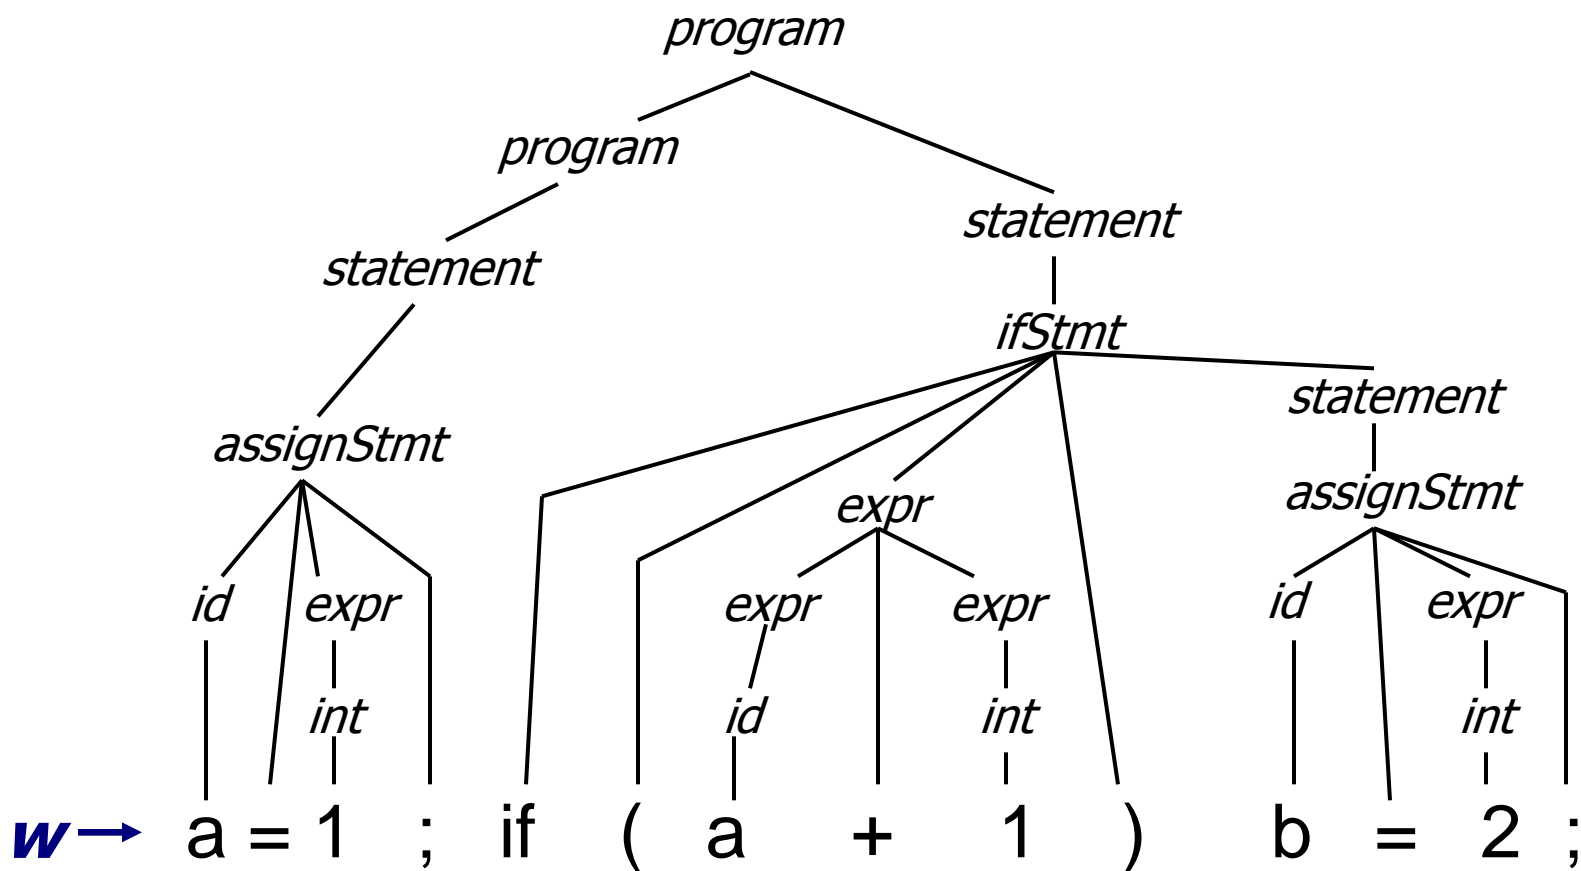 program
program
statement
statement
ifStmt
statement
assignStmt
assignStmt
expr
id expr expr expr id expr
int id int int
w a = 1 ; if ( a + 1 ) b = 2 ;